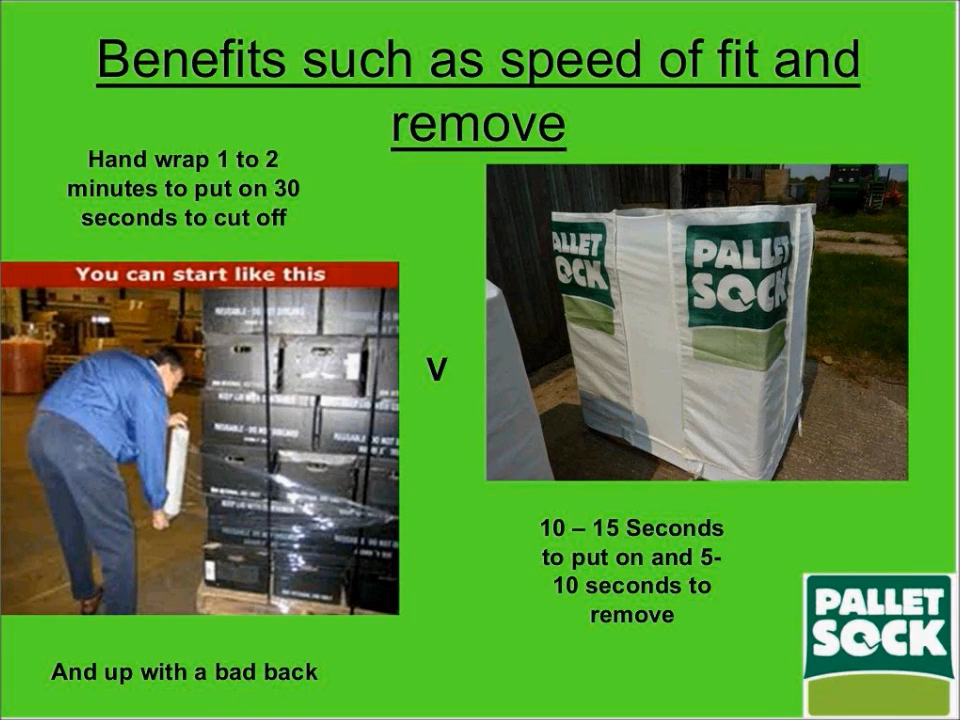 Benefits such as speed of fit and
remove
Hand wrap 1 to 2
minutes to put on 30
seconds to cut off
You can start like this
V
ALLET
OCK
PALLET
SOCK
10 – 15 Seconds
to put on and 5-
10 seconds to
remove
And up with a bad back
PALLET
SOCK